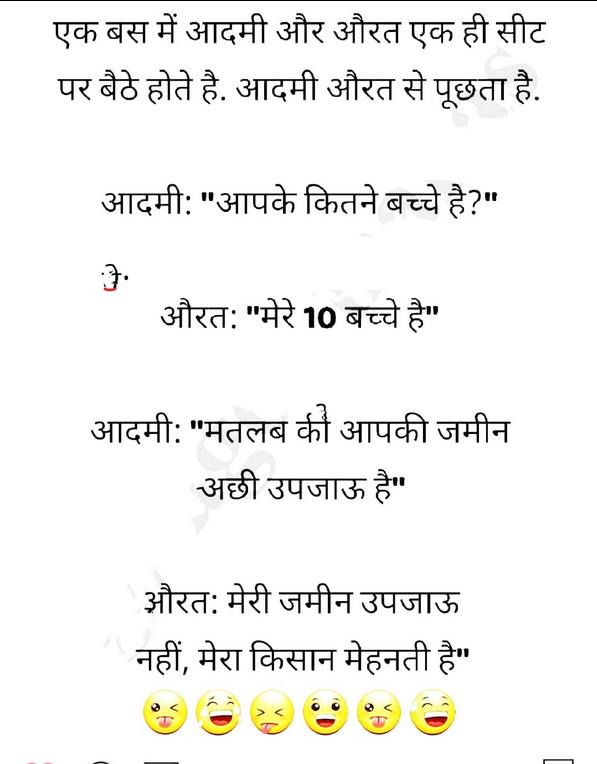 एक बस में आदमी और औरत एक ही सीट
पर बैठे होते है. आदमी औरत से पूछता है.
आदमी: "आपके कितने बच्चे है?"
औरत: "मेरे 10 बच्चे है"
आदमी: "मतलब की आपकी जमीन
अछी उपजाऊ है"
औरत: मेरी जमीन उपजाऊ
नहीं, मेरा किसान मेहनती है"